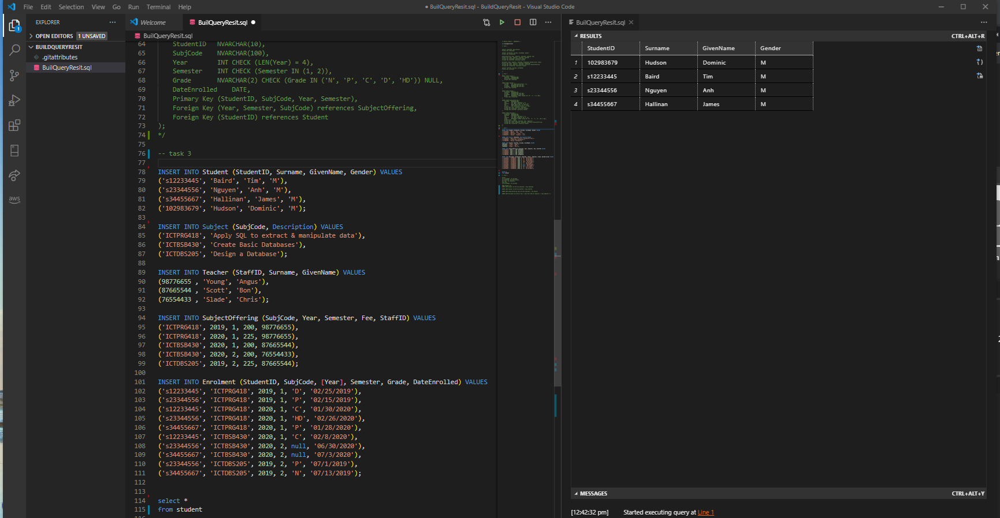 File Edit Selection View Go Run Terminal Help
● BuilQueryResit.sql - BuildQueryResit - Visual Studio Code
EXPLORER ···
OPEN EDITORS 1 UNSAVED
BUILDQUERYRESIT
.gitattributes
BuilQueryResit.sql
1
aws
Welcome
BuilQueryResit.sql ●
BuilQueryResit.sql
64 StudentID NVARCHAR(10),
65 SubjCode NVARCHAR(100),
66 Year INT CHECK (LEN(Year) = 4),
67 Semester INT CHECK (Semester IN (1, 2)),
68 Grade NVARCHAR(2) CHECK (Grade IN ('N', 'P', 'C', 'D', 'HD')) NULL,
69 DateEnrolled DATE,
70 Primary Key (StudentID, SubjCode, Year, Semester),
71 Foreign Key (Year, Semester, SubjCode) references SubjectOffering,
72 Foreign Key (StudentID) references Student
73 );
74 */
75
76 -- task 3
77
78 INSERT INTO Student (StudentID, Surname, GivenName, Gender) VALUES
79 ('s12233445', 'Baird', 'Tim', 'M'),
80 ('s23344556', 'Nguyen', 'Anh', 'M'),
81 ('s34455667', 'Hallinan', 'James', 'M'),
82 ('102983679', 'Hudson', 'Dominic', 'M');
83
84 INSERT INTO Subject (SubjCode, Description) VALUES
85 ('ICTPRG418', 'Apply SQL to extract & manipulate data'),
86 ('ICTBSB430', 'Create Basic Databases'),
87 ('ICTDBS205', 'Design a Database');
88
89 INSERT INTO Teacher (StaffID, Surname, GivenName) VALUES
90 (98776655 , 'Young', 'Angus'),
91 (87665544 , 'Scott', 'Bon'),
92 (76554433 , 'Slade', 'Chris');
93
94 INSERT INTO SubjectOffering (SubjCode, Year, Semester, Fee, StaffID) VALUES
95 ('ICTPRG418', 2019, 1, 200, 98776655),
96 ('ICTPRG418', 2020, 1, 225, 98776655),
97 ('ICTBSB430', 2020, 1, 200, 87665544),
98 ('ICTBSB430', 2020, 2, 200, 76554433),
99 ('ICTDBS205', 2019, 2, 225, 87665544);
100
101 INSERT INTO Enrolment (StudentID, SubjCode, [Year], Semester, Grade, DateEnrolled) VALUES
102 ('s12233445', 'ICTPRG418', 2019, 1, 'D', '02/25/2019'),
103 ('s23344556', 'ICTPRG418', 2019, 1, 'P', '02/15/2019'),
104 ('s12233445', 'ICTPRG418', 2020, 1, 'C', '01/30/2020'),
105 ('s23344556', 'ICTPRG418', 2020, 1, 'HD', '02/26/2020'),
106 ('s34455667', 'ICTPRG418', 2020, 1, 'P', '01/28/2020'),
107 ('s12233445', 'ICTBSB430', 2020, 1, 'C', '02/8/2020'),
108 ('s23344556', 'ICTBSB430', 2020, 2, null, '06/30/2020'),
109 ('s34455667', 'ICTBSB430', 2020, 2, null, '07/3/2020'),
110 ('s23344556', 'ICTDBS205', 2019, 2, 'P', '07/1/2019'),
111 ('s34455667', 'ICTDBS205', 2019, 2, 'N', '07/13/2019');
112
113
114 select *
115 from student
BuilQueryResit.sql
RESULTS CTRL+ALT+R
StudentID Surname GivenName Gender
1 102983679 Hudson Dominic M
2 s12233445 Baird Tim M
3 s23344556 Nguyen Anh M
4 s34455667 Hallinan James M
MESSAGES CTRL+ALT+Y
[12:42:32 pm] Started executing query at Line 1